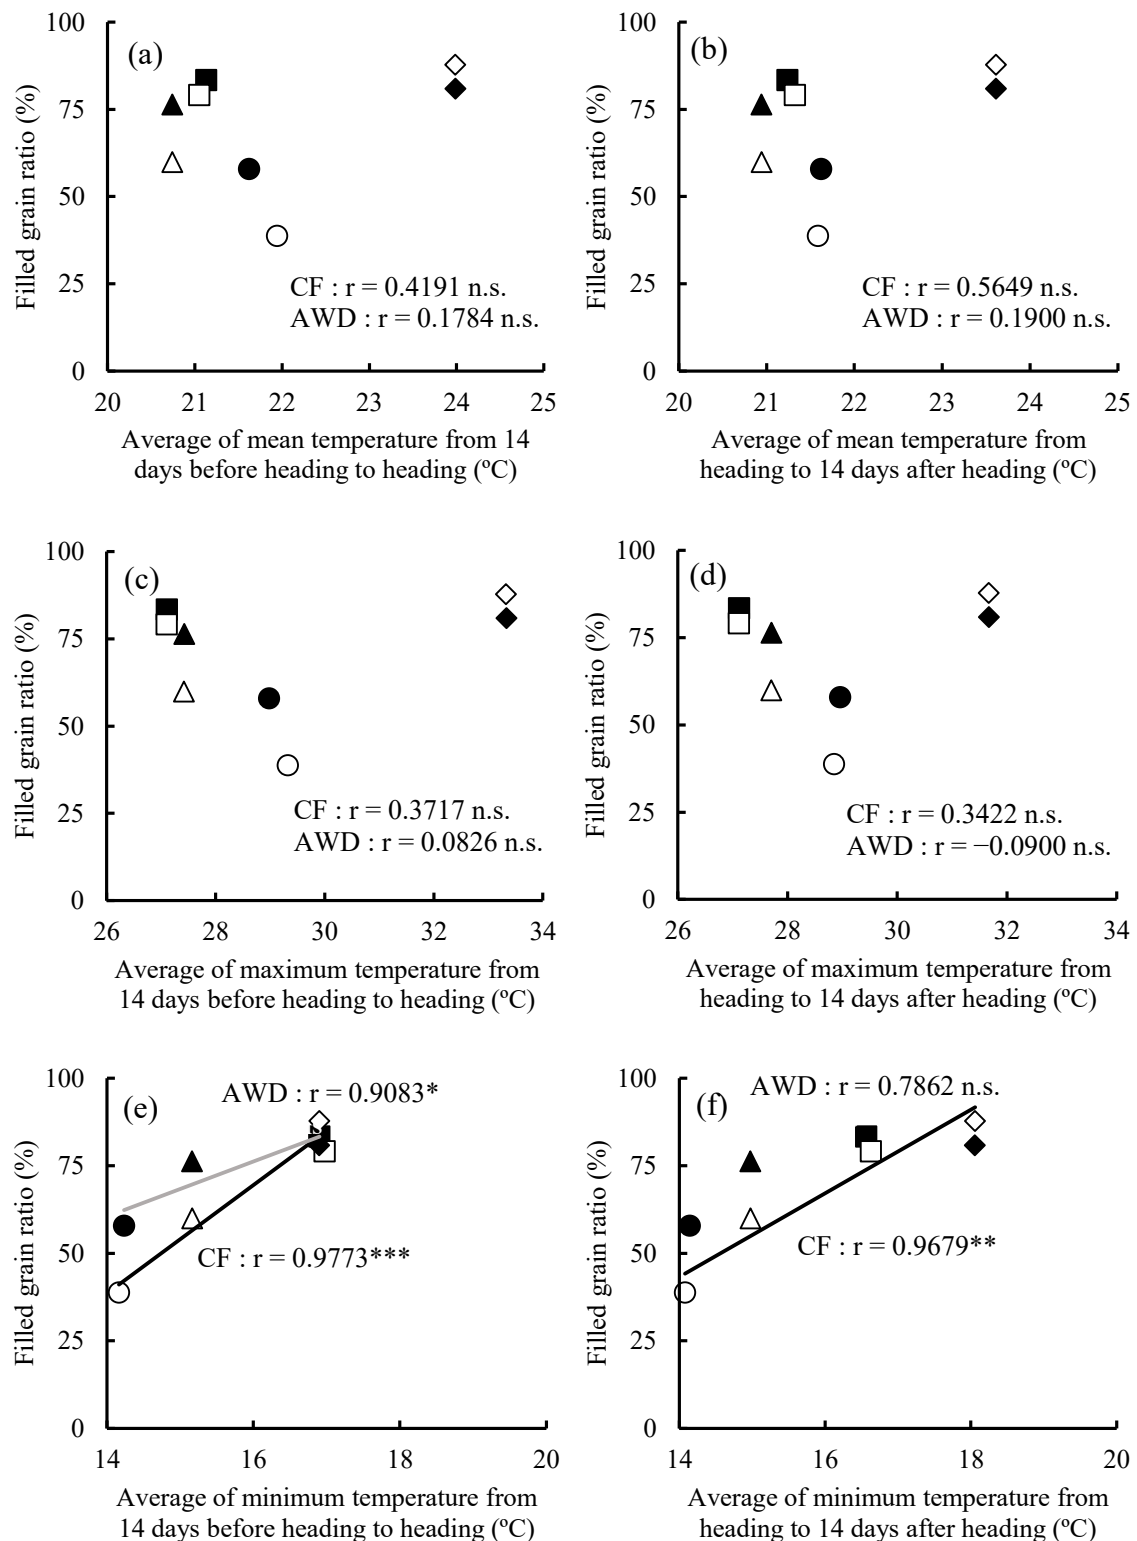 100
75
50
25
0
Filled grain ratio (%)
(a)
CF : r = 0.4191 n.s.
AWD : r = 0.1784 n.s.
20 21 22 23 24 25
Average of mean temperature from 14
days before heading to heading (ºC)
100
75
50
25
0
Filled grain ratio (%)
(b)
CF : r = 0.5649 n.s.
AWD : r = 0.1900 n.s.
20 21 22 23 24 25
Average of mean temperature from
heading to 14 days after heading (ºC)
100
75
50
25
0
Filled grain ratio (%)
(c)
CF : r = 0.3717 n.s.
AWD : r = 0.0826 n.s.
26 28 30 32 34
Average of maximum temperature from
14 days before heading to heading (ºC)
100
75
50
25
0
Filled grain ratio (%)
(d)
CF : r = 0.3422 n.s.
AWD : r = −0.0900 n.s.
26 28 30 32 34
Average of maximum temperature from
heading to 14 days after heading (ºC)
100
75
50
25
0
Filled grain ratio (%)
(e)
AWD : r = 0.9083*
CF : r = 0.9773***
14 16 18 20
Average of minimum temperature from
14 days before heading to heading (ºC)
100
75
50
25
0
Filled grain ratio (%)
(f)
AWD : r = 0.7862 n.s.
CF : r = 0.9679**
14 16 18 20
Average of minimum temperature from
heading to 14 days after heading (ºC)